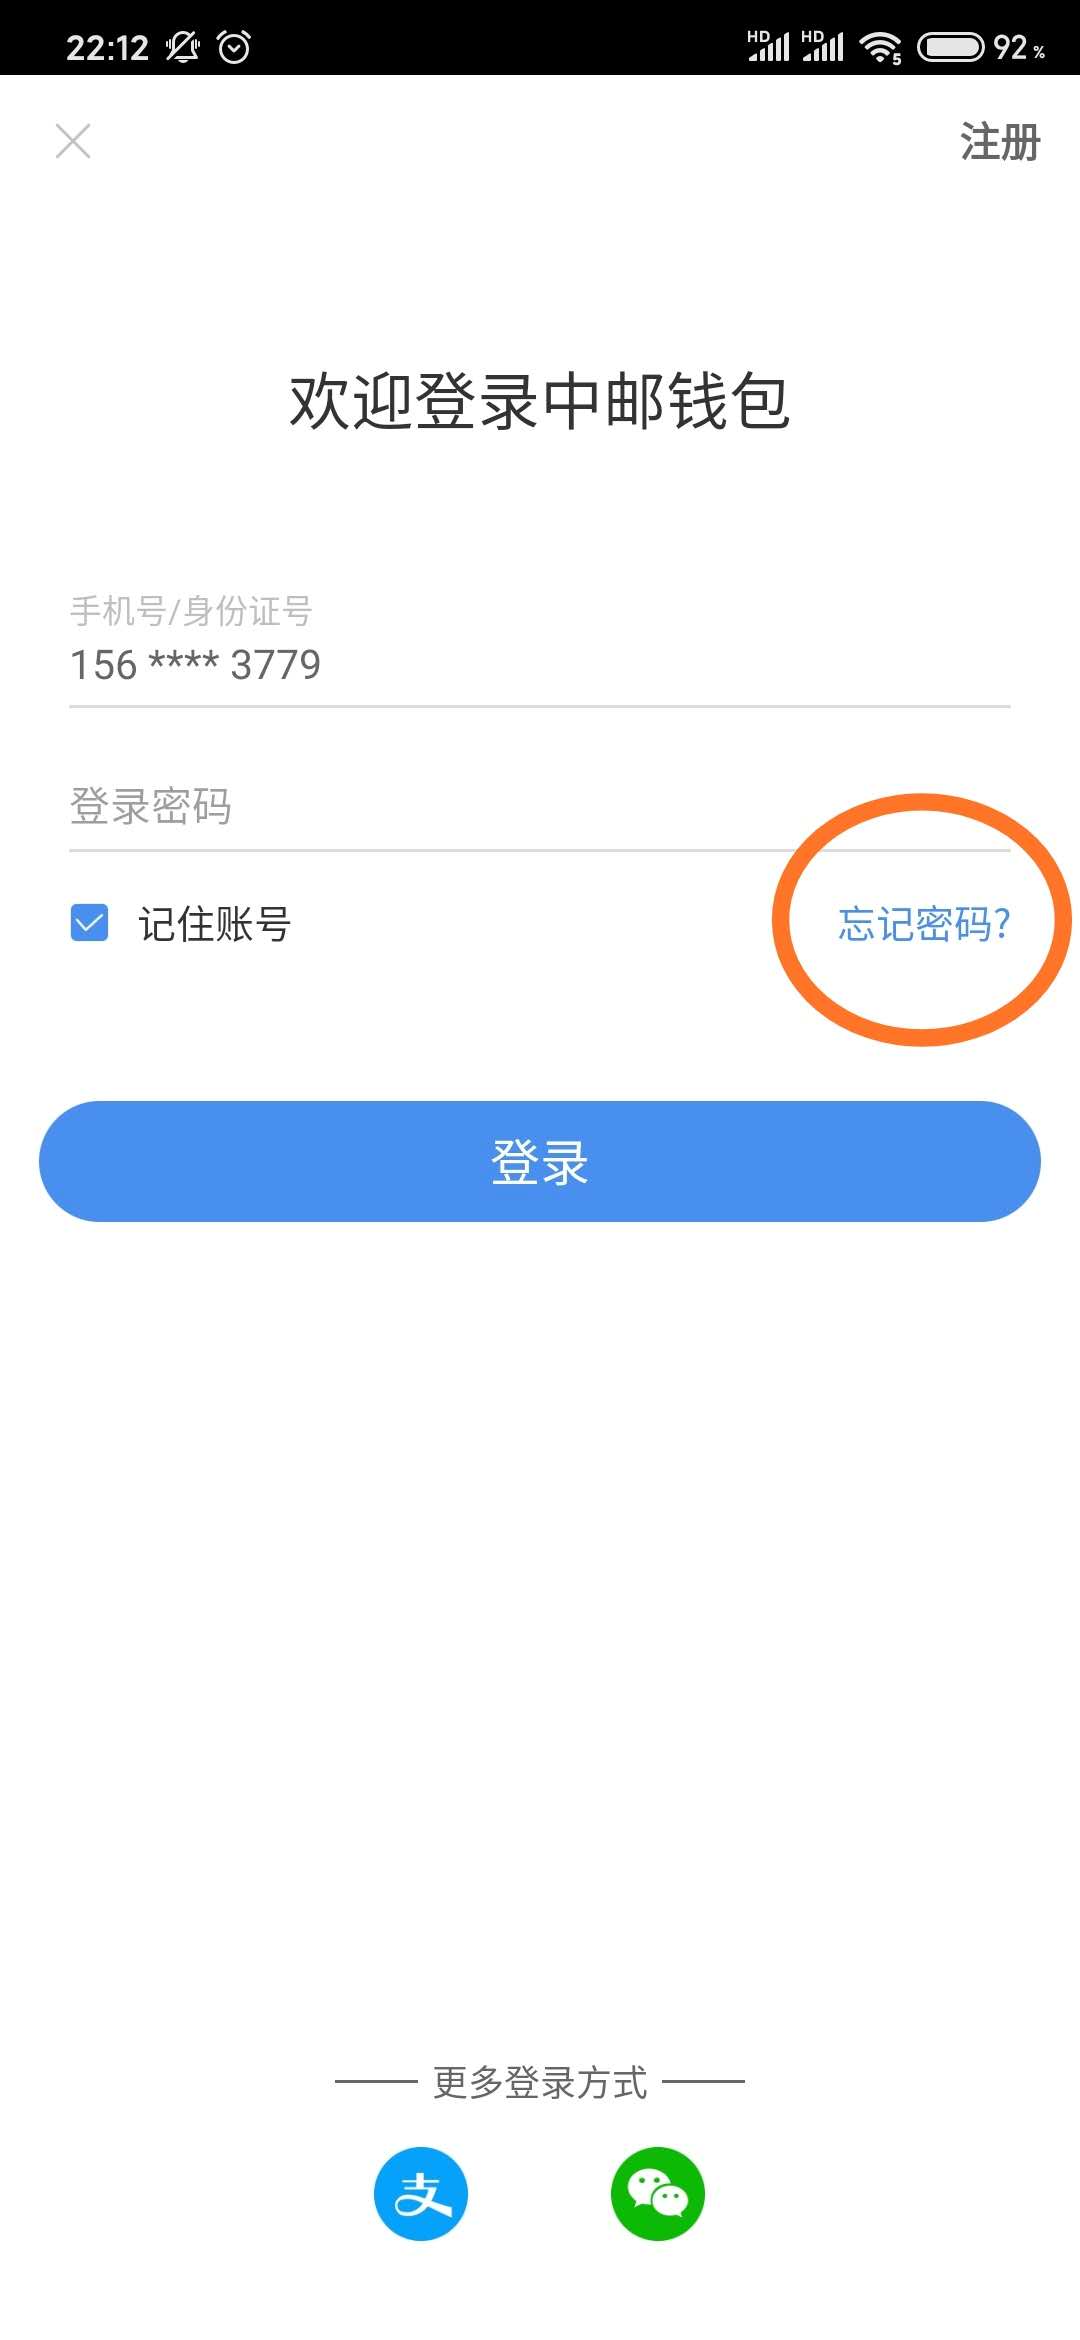 22:12 HD HD 5 92 %
注册
欢迎登录中邮钱包
手机号/身份证号
156 **** 3779
登录密码
记住账号 忘记密码?
登录
更多登录方式
支